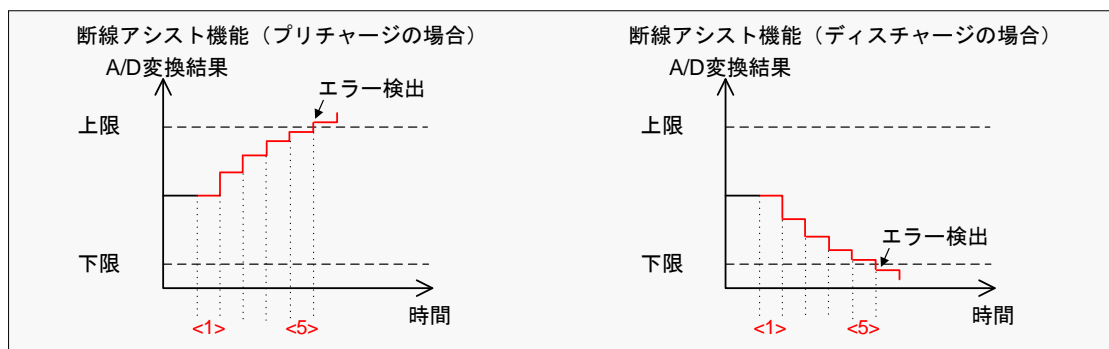 断線アシスト機能（プリチャージの場合）
A/D変換結果
エラー検出
上限
下限
時間
<1>
<5>
断線アシスト機能（ディスチャージの場合）
A/D変換結果
上限
エラー検出
下限
時間
<1>
<5>